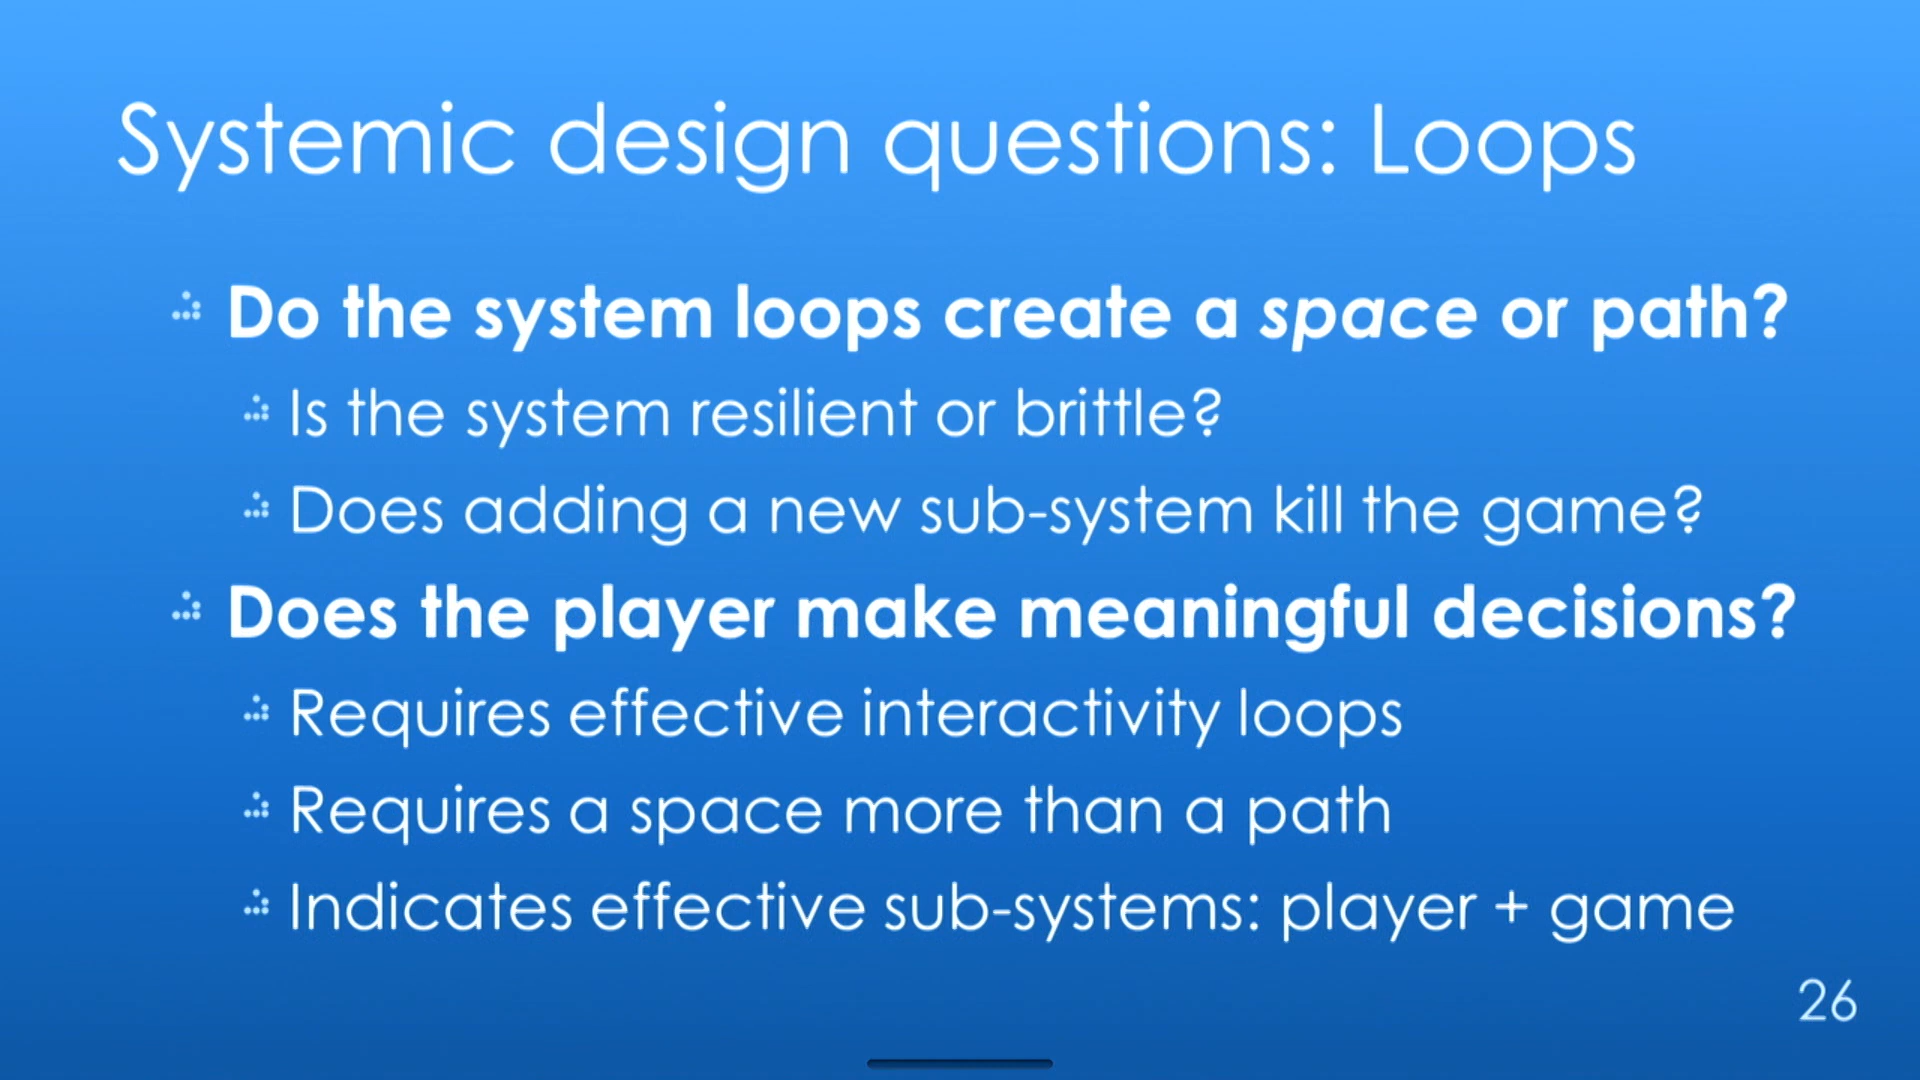 Systemic design questions: Loops
Do the system loops create a space or path?
Is the system resilient or brittle?
Does adding a new sub-system kill the game?
Does the player make meaningful decisions?
Requires effective interactivity loops
Requires a space more than a path
Indicates effective sub-systems: player + game
26